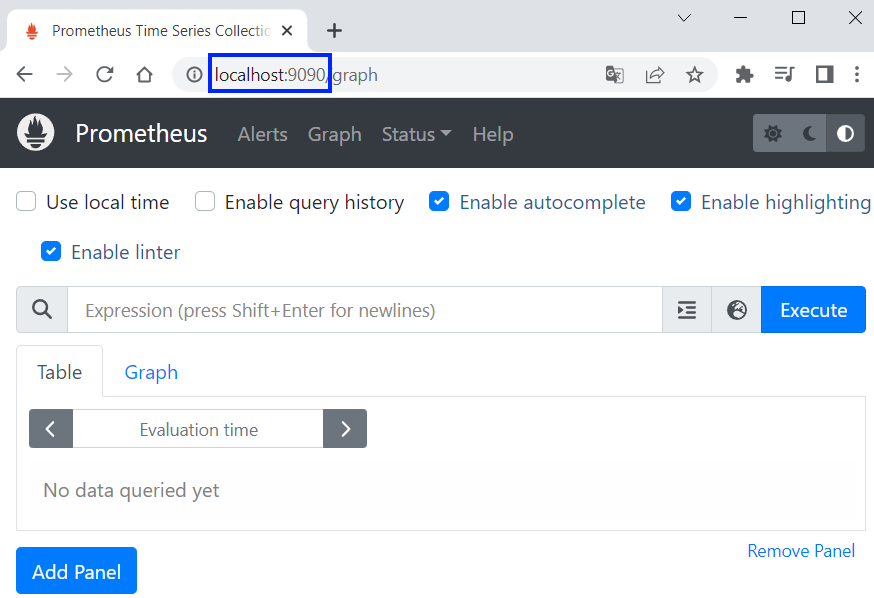 Prometheus Time Series Collectic
localhost:9090/graph
Prometheus Alerts Graph Status Help
Use local time Enable query history Enable autocomplete Enable highlighting
Enable linter
Expression (press Shift+Enter for newlines) Execute
Table Graph
Evaluation time
No data queried yet
Remove Panel
Add Panel